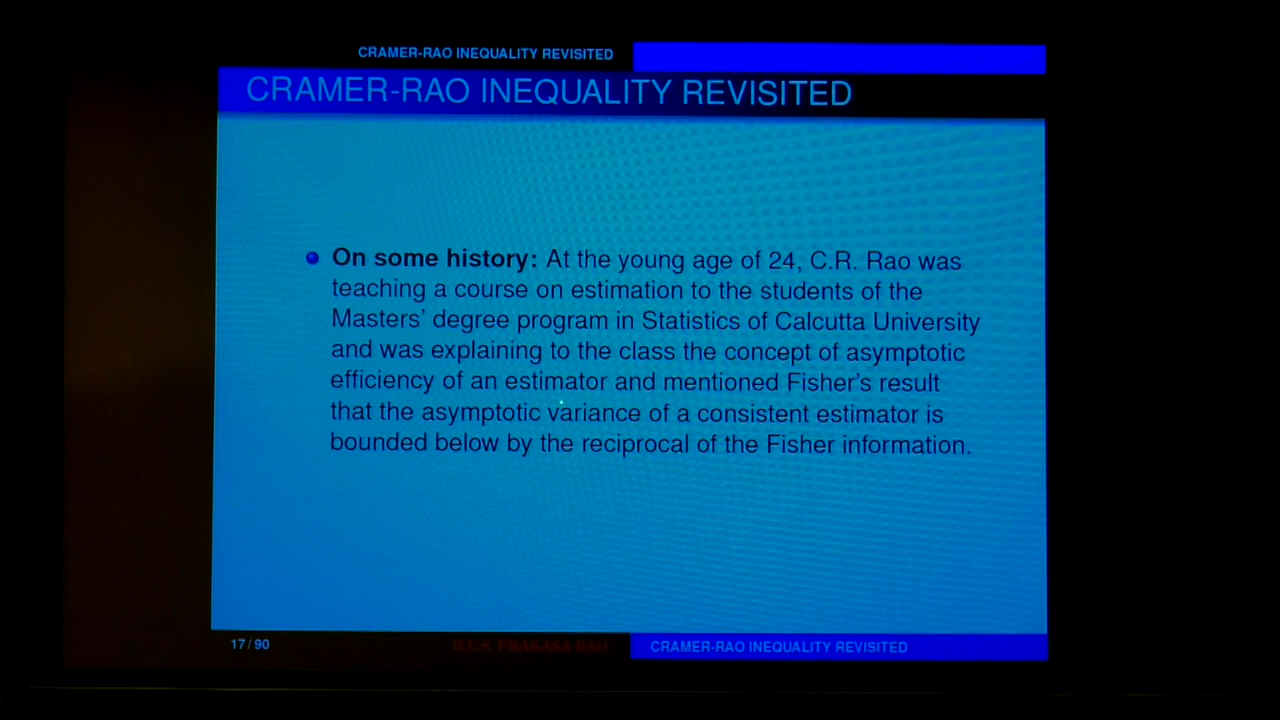 CRAMER-RAO INEQUALITY REVISITED
CRAMER-RAO INEQUALITY REVISITED
On some history: At the young age of 24, C.R. Rao was
teaching a course on estimation to the students of the
Masters' degree program in Statistics of Calcutta University
and was explaining to the class the concept of asymptotic
efficiency of an estimator and mentioned Fisher's result
that the asymptotic variance of a consistent estimator is
bounded below by the reciprocal of the Fisher information.
17/90
B.L.S. PRAKASA RAO
CRAMER-RAO INEQUALITY REVISITED